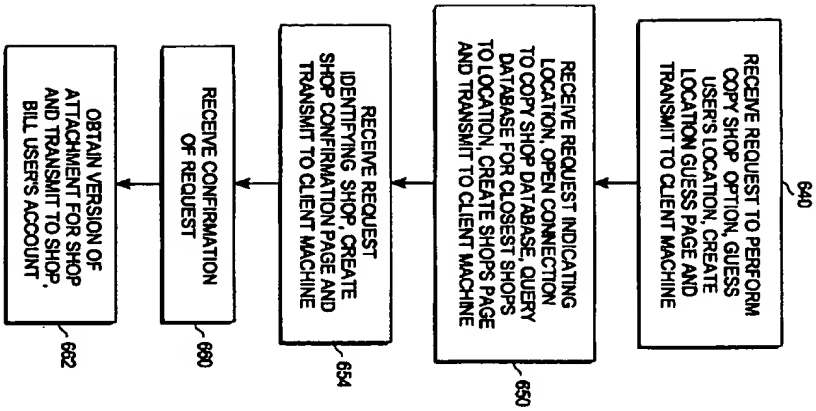 RECEIVE REQUEST TO PERFORM
COPY SHOP OPTION, GUESS
USER'S LOCATION, CREATE
LOCATION GUESS PAGE AND
TRANSMIT TO CLIENT MACHINE
640
RECEIVE REQUEST INDICATING
LOCATION, OPEN CONNECTION
TO COPY SHOP DATABASE, QUERY
DATABASE FOR CLOSEST SHOPS
TO LOCATION, CREATE SHOPS PAGE
AND TRANSMIT TO CLIENT MACHINE
650
RECEIVE REQUEST
IDENTIFYING SHOP, CREATE
SHOP CONFIRMATION PAGE AND
TRANSMIT TO CLIENT MACHINE
654
RECEIVE CONFIRMATION
OF REQUEST
660
OBTAIN VERSION OF
ATTACHMENT FOR SHOP
AND TRANSMIT TO SHOP,
BILL USER'S ACCOUNT
662